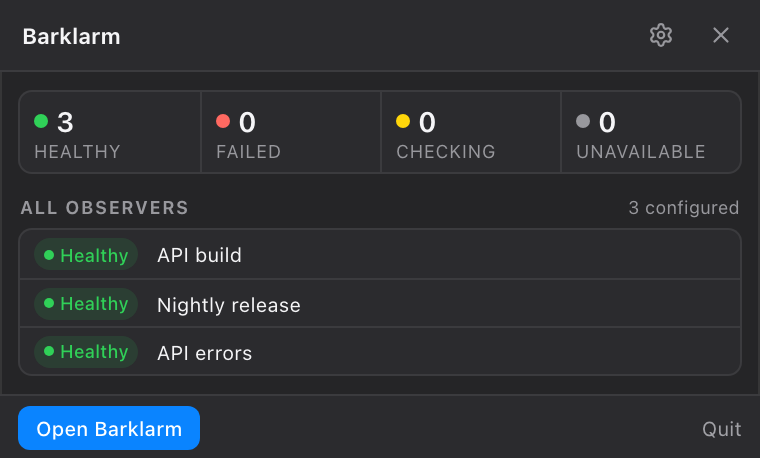 Barklarm
3 0 0 0
HEALTHY FAILED CHECKING UNAVAILABLE
ALL OBSERVERS 3 configured
Healthy API build
Healthy Nightly release
Healthy API errors
Open Barklarm Quit